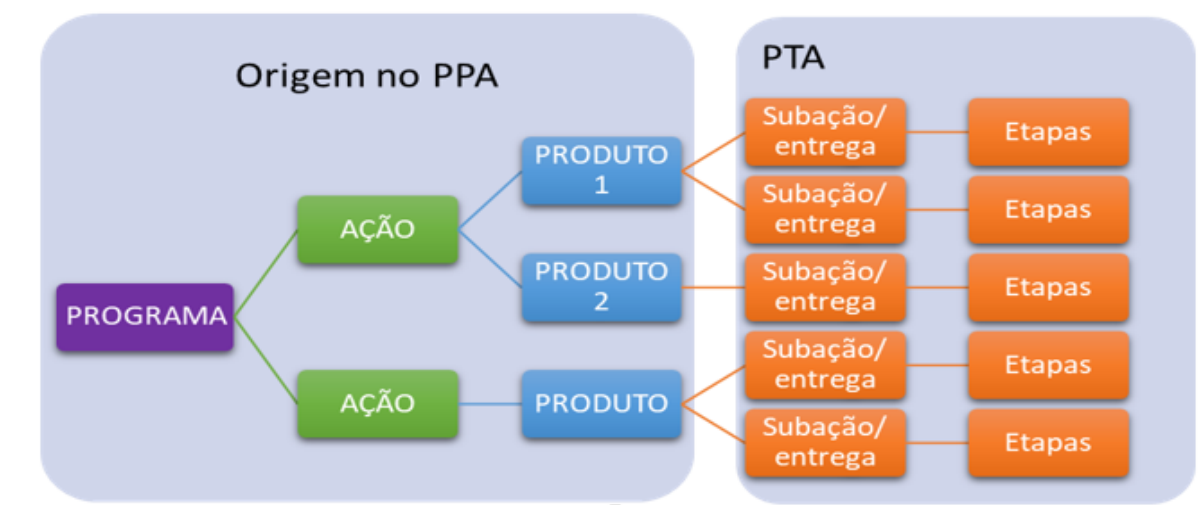 Origem no PPA
PROGRAMA
AÇÃO
AÇÃO
PRODUTO
1
PRODUTO
2
PRODUTO
PTA
Subação/
entrega
Etapas
Subação/
entrega
Etapas
Subação/
entrega
Etapas
Subação/
entrega
Etapas
Subação/
entrega
Etapas